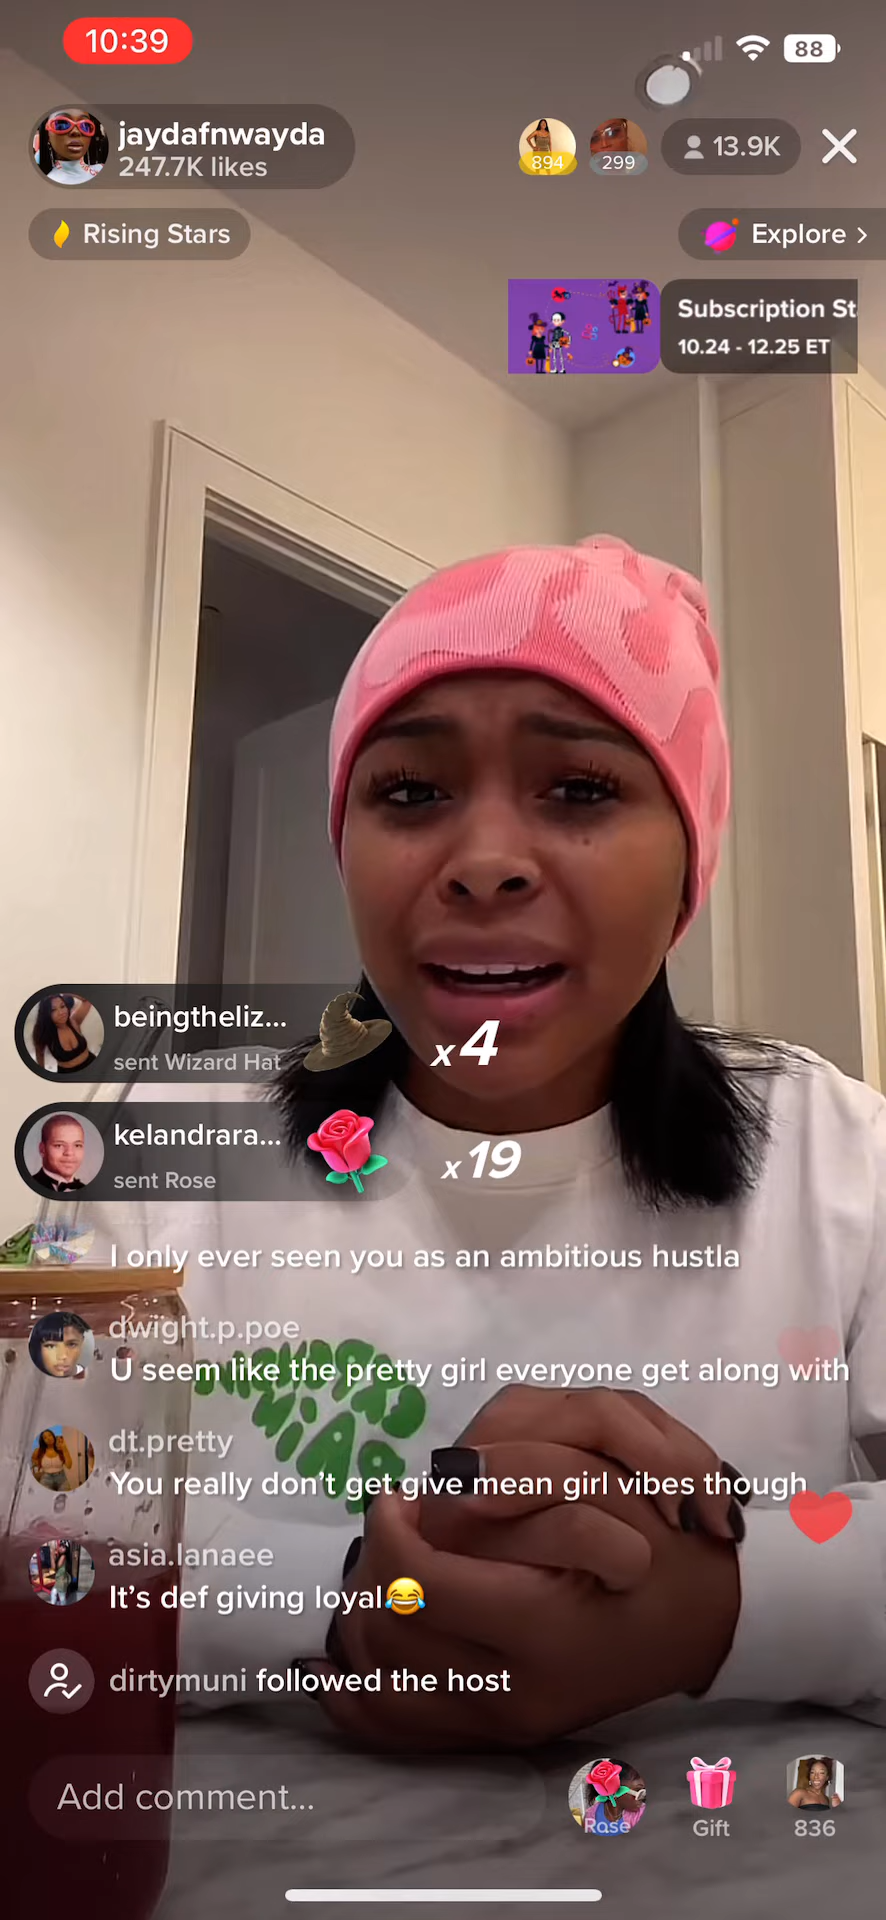 10:39
88
jaydafnwayda
247.7K likes
894
299
13.9K
Rising Stars
Explore >
Subscription St
10.24 - 12.25 ET
beingtheliz...
sent Wizard Hat
x4
kelandrara...
sent Rose
x19
I only ever seen you as an ambitious hustla
dwight.p.poe
U seem like the pretty girl everyone get along with
dt.pretty
You really don't get give mean girl vibes though
asia.lanaee
It's def giving loyal😂
dirtymuni followed the host
Add comment...
Rose
Gift
836